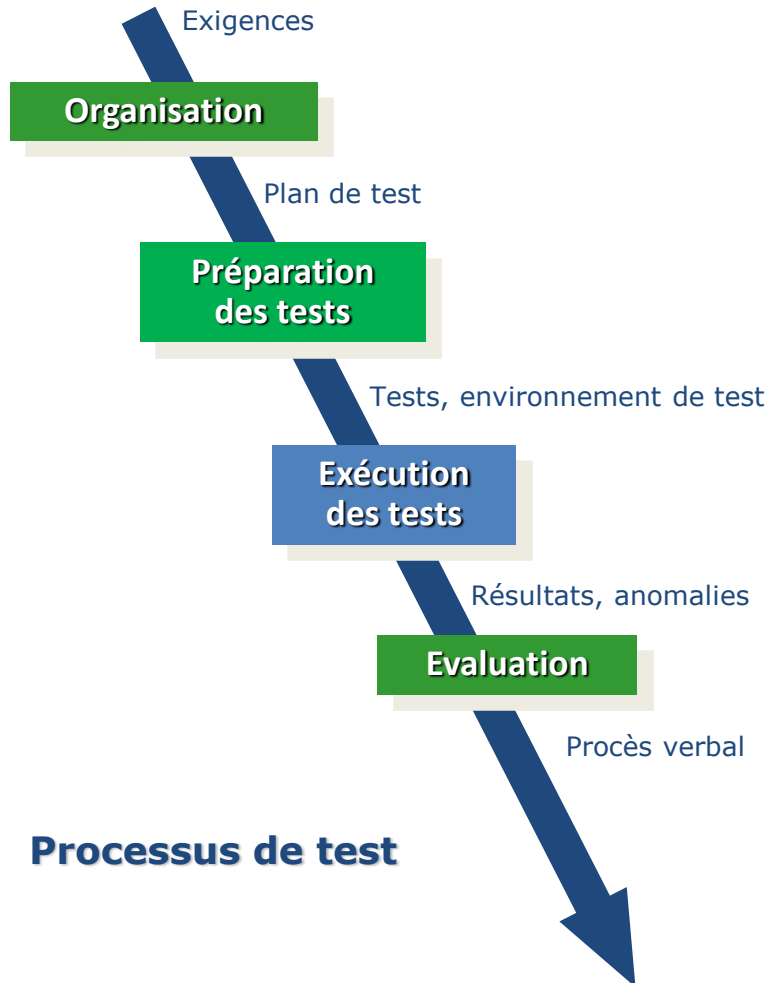 Exigences
Organisation
Plan de test
Préparation
des tests
Tests, environnement de test
Exécution
des tests
Résultats, anomalies
Evaluation
Procès verbal
Processus de test